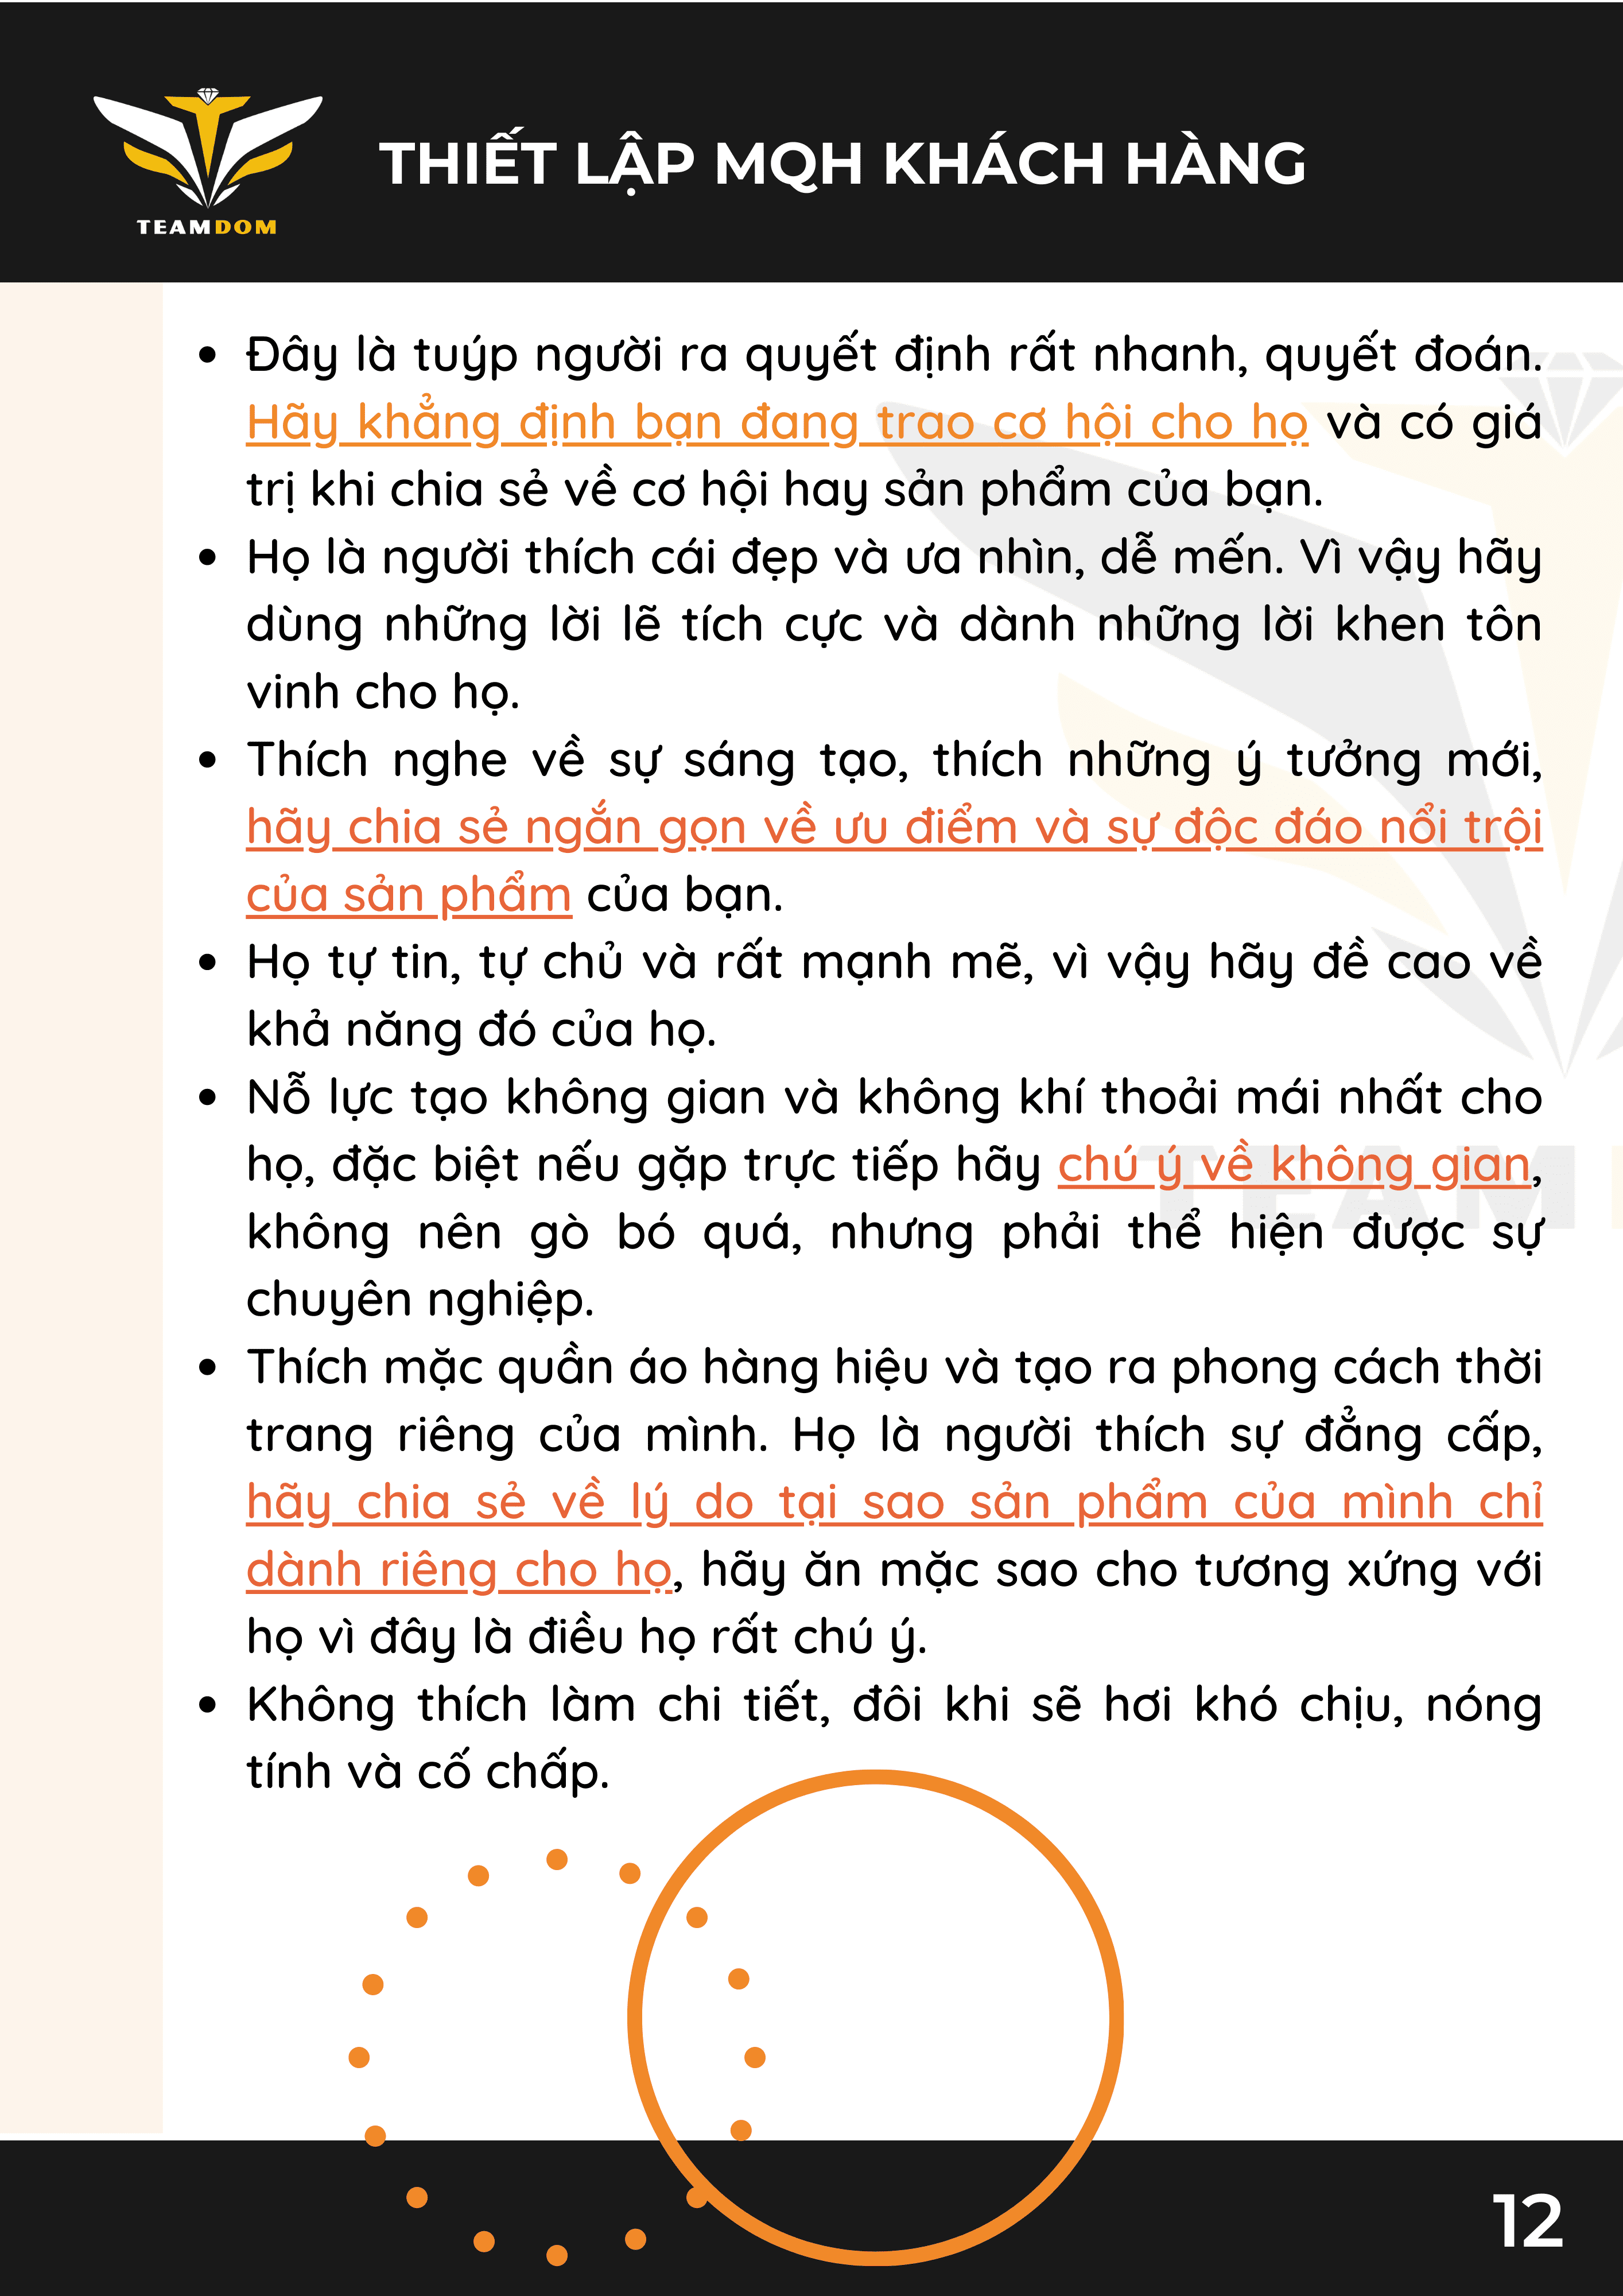 TEAMDOM
THIẾT LẬP MQH KHÁCH HÀNG
• Đây là tuýp người ra quyết định rất nhanh, quyết đoán.
Hãy khẳng định bạn đang trao cơ hội cho họ và có giá
trị khi chia sẻ về cơ hội hay sản phẩm của bạn.
• Họ là người thích cái đẹp và ưa nhìn, dễ mến. Vì vậy hãy
dùng những lời lẽ tích cực và dành những lời khen tôn
vinh cho họ.
• Thích nghe về sự sáng tạo, thích những ý tưởng mới,
hãy chia sẻ ngắn gọn về ưu điểm và sự độc đáo nổi trội
của sản phẩm của bạn.
• Họ tự tin, tự chủ và rất mạnh mẽ, vì vậy hãy đề cao về
khả năng đó của họ.
• Nỗ lực tạo không gian và không khí thoải mái nhất cho
họ, đặc biệt nếu gặp trực tiếp hãy chú ý về không gian,
không nên gò bó quá, nhưng phải thể hiện được sự
chuyên nghiệp.
• Thích mặc quần áo hàng hiệu và tạo ra phong cách thời
trang riêng của mình. Họ là người thích sự đẳng cấp,
hãy chia sẻ về lý do tại sao sản phẩm của mình chỉ
dành riêng cho họ, hãy ăn mặc sao cho tương xứng với
họ vì đây là điều họ rất chú ý.
• Không thích làm chi tiết, đôi khi sẽ hơi khó chịu, nóng
tính và cố chấp.
TEAM
12